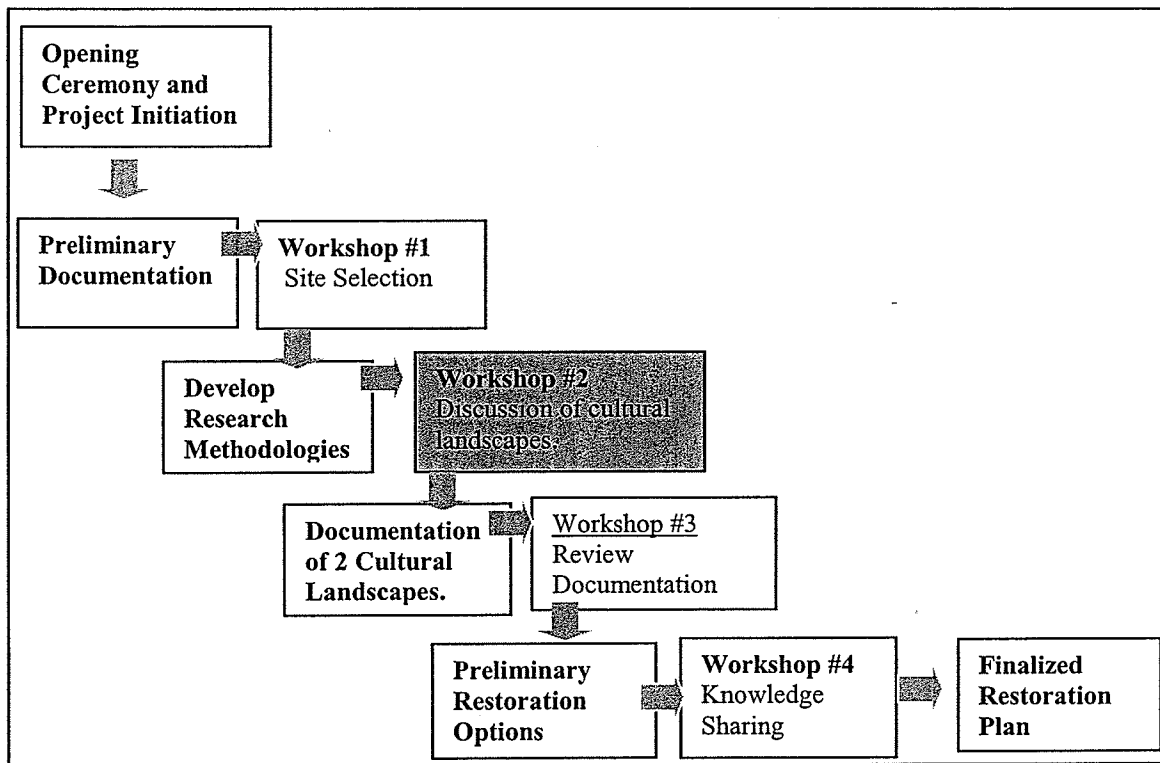 Opening
Ceremony and
Project Initiation
Preliminary
Documentation
Workshop #1
Site Selection
Develop
Research
Methodologies
Workshop #2
Discussion of cultural
landscapes.
Documentation
of 2 Cultural
Landscapes.
Workshop #3
Review
Documentation
Preliminary
Restoration
Options
Workshop #4
Knowledge
Sharing
Finalized
Restoration
Plan